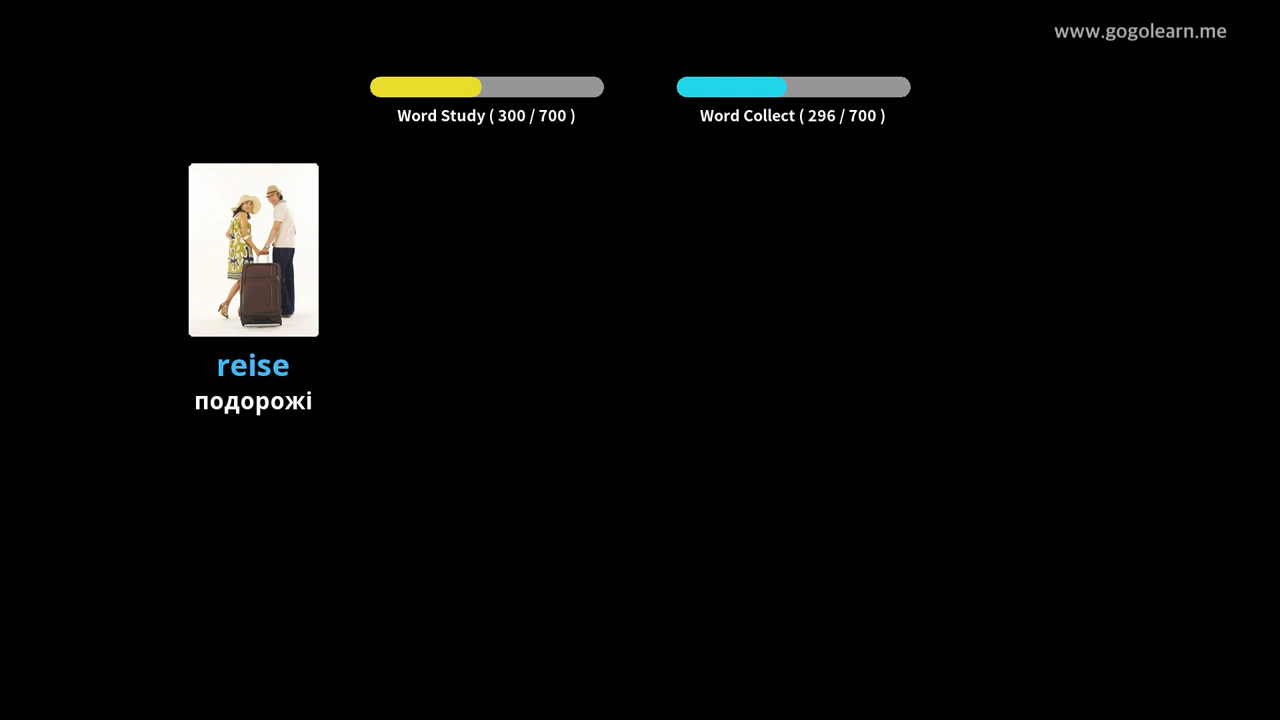 www.gogolearn.me
Word Study ( 300 / 700 )
Word Collect ( 296 / 700 )
reise
подорожі